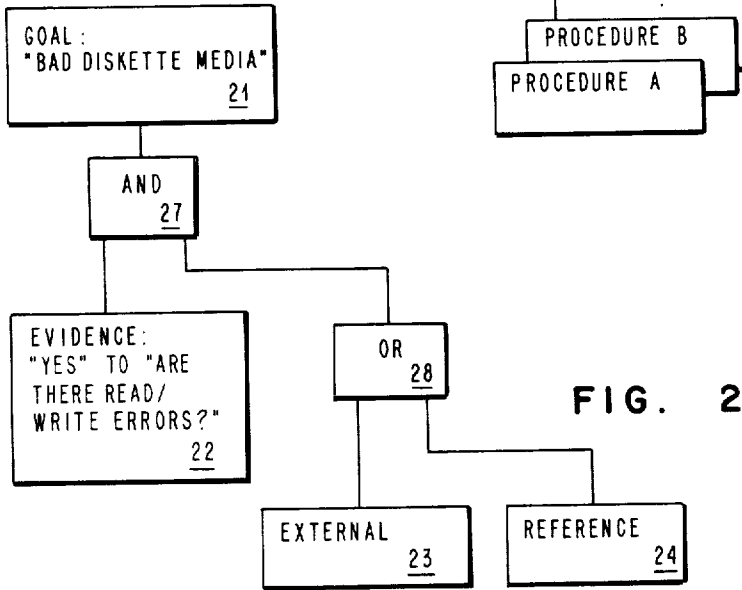 GOAL:
"BAD DISKETTE MEDIA"
21
PROCEDURE B
PROCEDURE A
AND
27
EVIDENCE:
"YES" TO "ARE
THERE READ/
WRITE ERRORS?"
22
OR
28
FIG. 2
EXTERNAL
23
REFERENCE
24